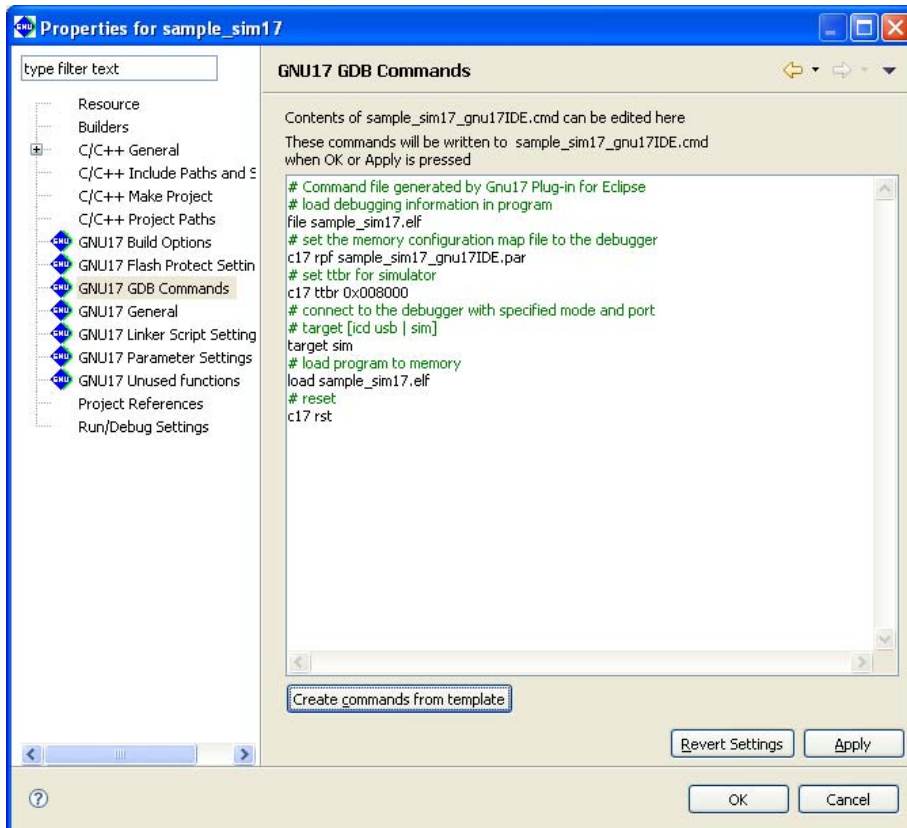 Properties for sample_sim17
type filter text
Resource
Builders
C/C++ General
C/C++ Include Paths and S
C/C++ Make Project
C/C++ Project Paths
GNU17 Build Options
GNU17 Flash Protect Settin
GNU17 GDB Commands
GNU17 General
GNU17 Linker Script Setting
GNU17 Parameter Settings
GNU17 Unused functions
Project References
Run/Debug Settings
GNU17 GDB Commands
Contents of sample_sim17_gnu17IDE.cmd can be edited here
These commands will be written to sample_sim17_gnu17IDE.cmd
when OK or Apply is pressed
# Command file generated by Gnu17 Plug-in for Eclipse
# load debugging information in program
file sample_sim17.elf
# set the memory configuration map file to the debugger
c17 rpf sample_sim17_gnu17IDE.par
# set ttbr for simulator
c17 ttbr 0x008000
# connect to the debugger with specified mode and port
# target [icd usb | sim]
target sim
# load program to memory
load sample_sim17.elf
# reset
c17 rst
Create commands from template
Revert Settings
Apply
OK
Cancel